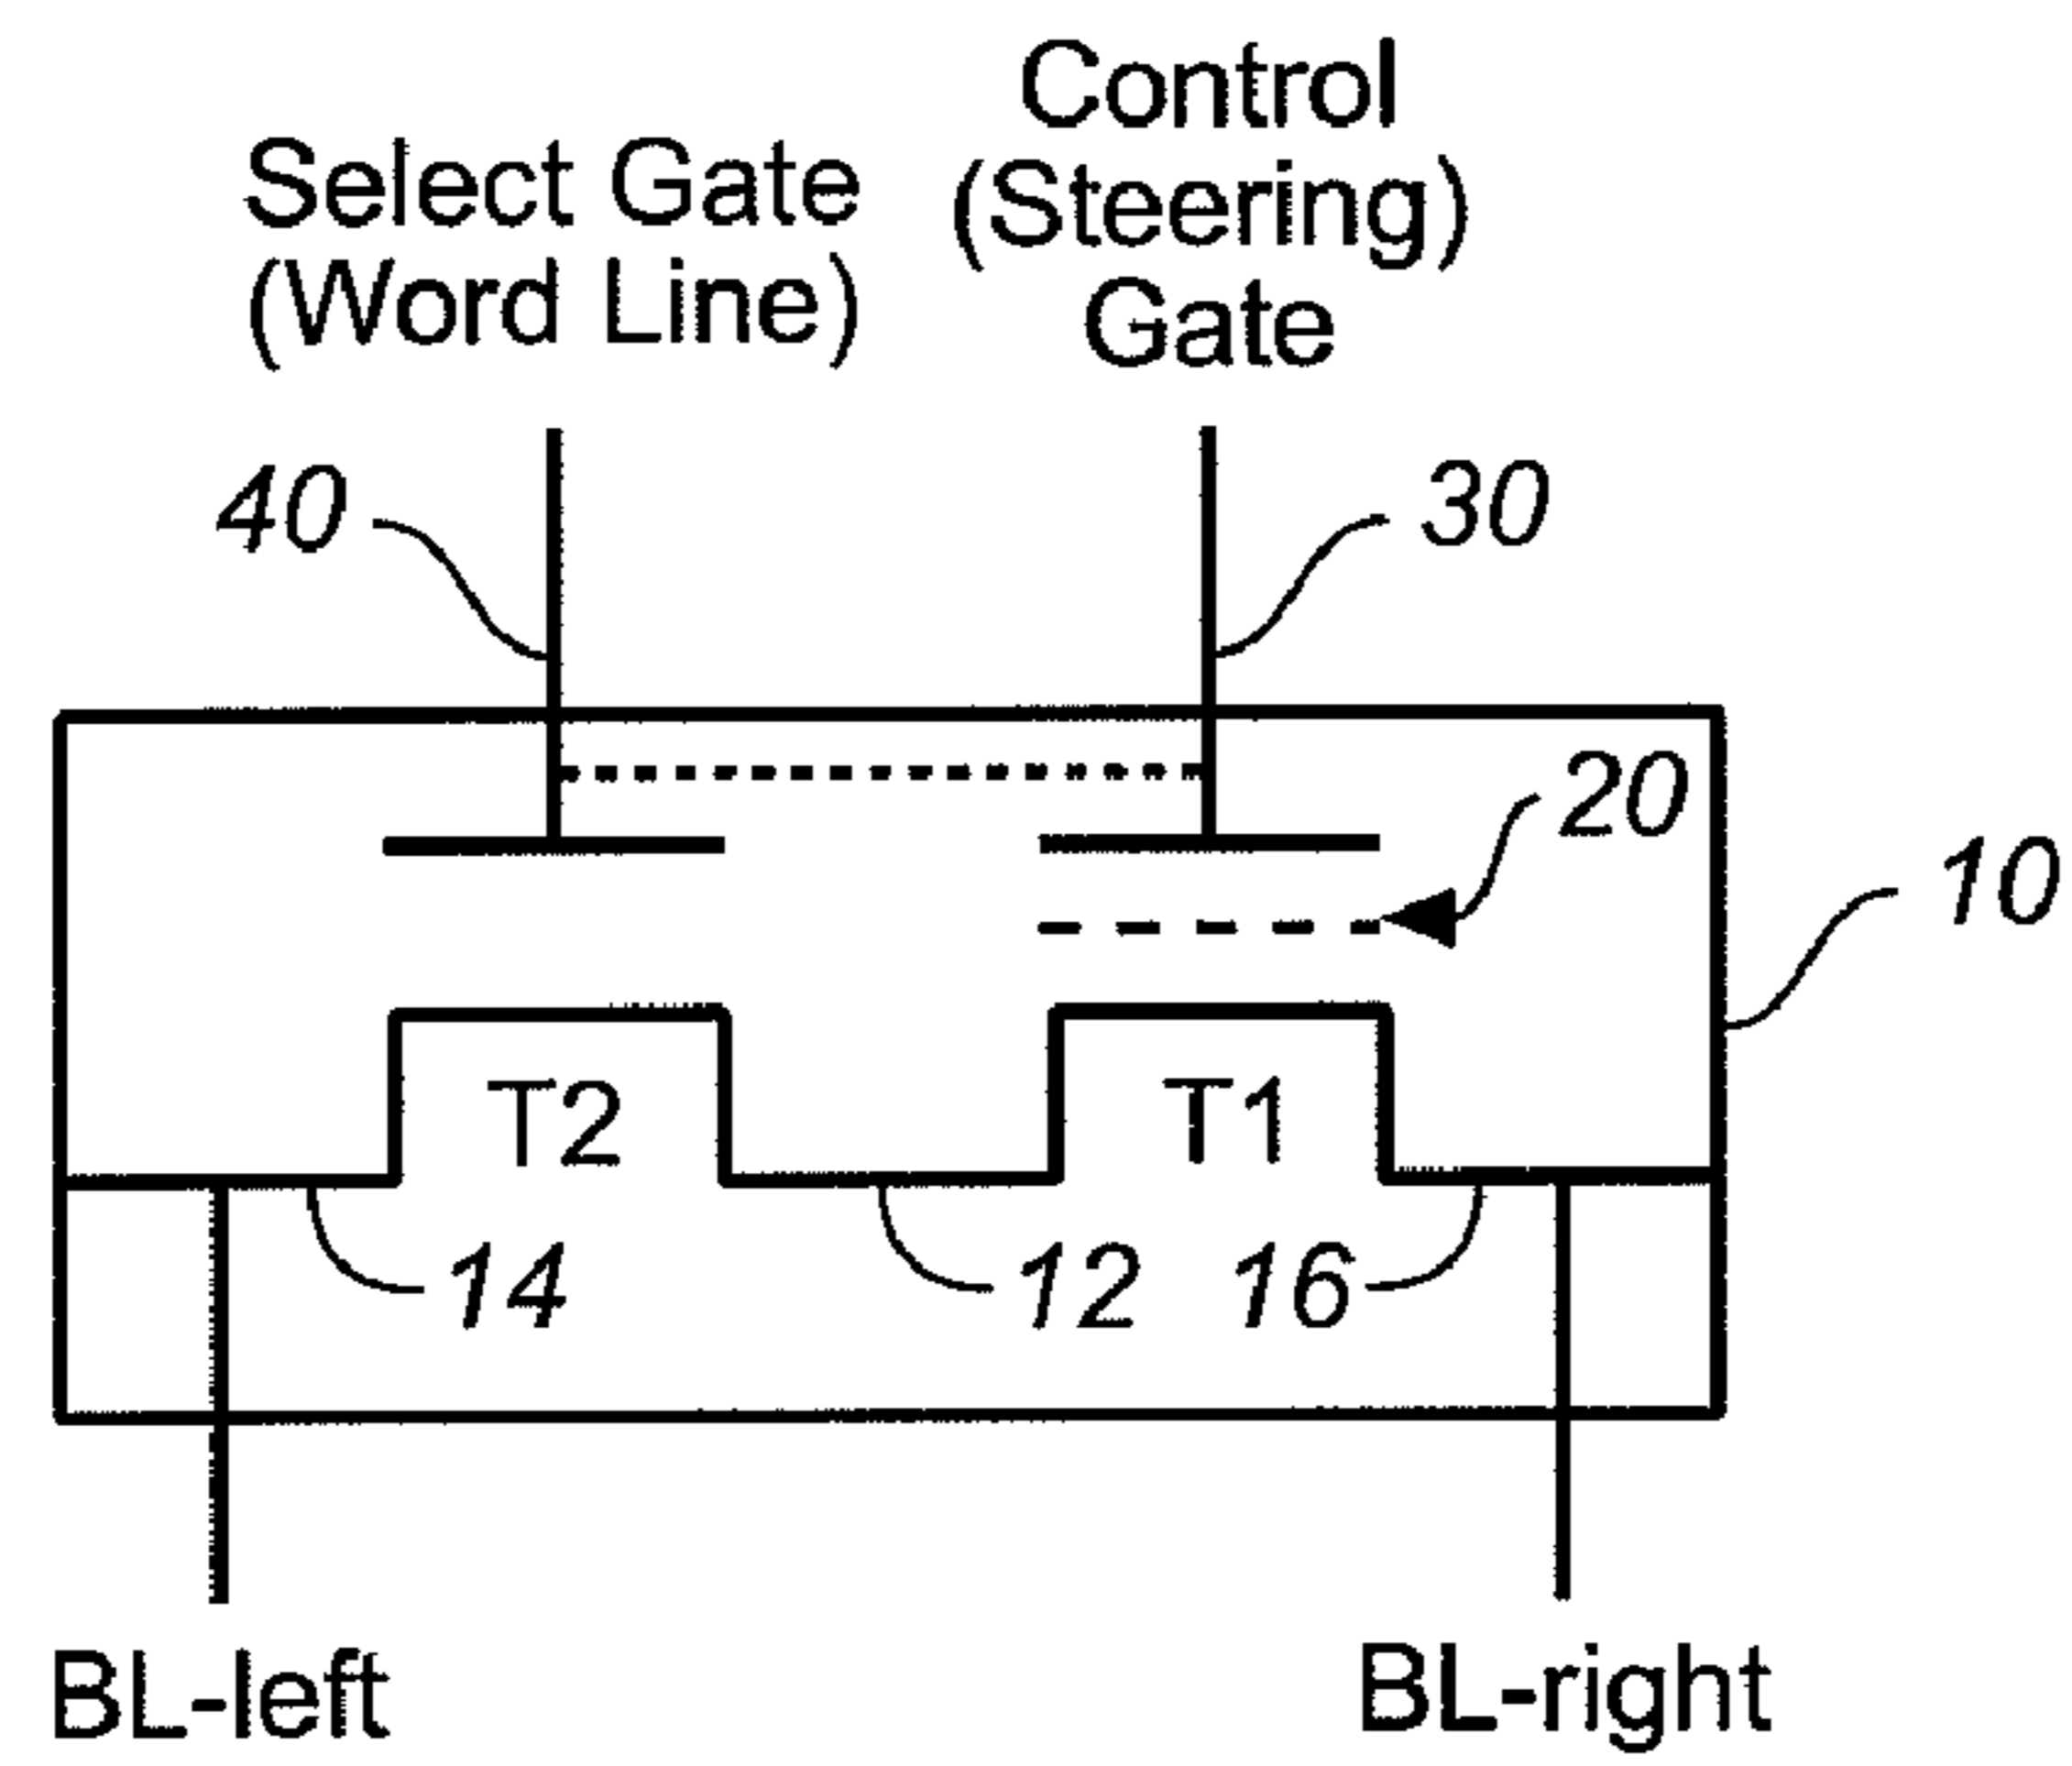 Select Gate
(Word Line)
Control
(Steering)
Gate
40
30
20
10
T2
T1
14
12
16
BL-left
BL-right